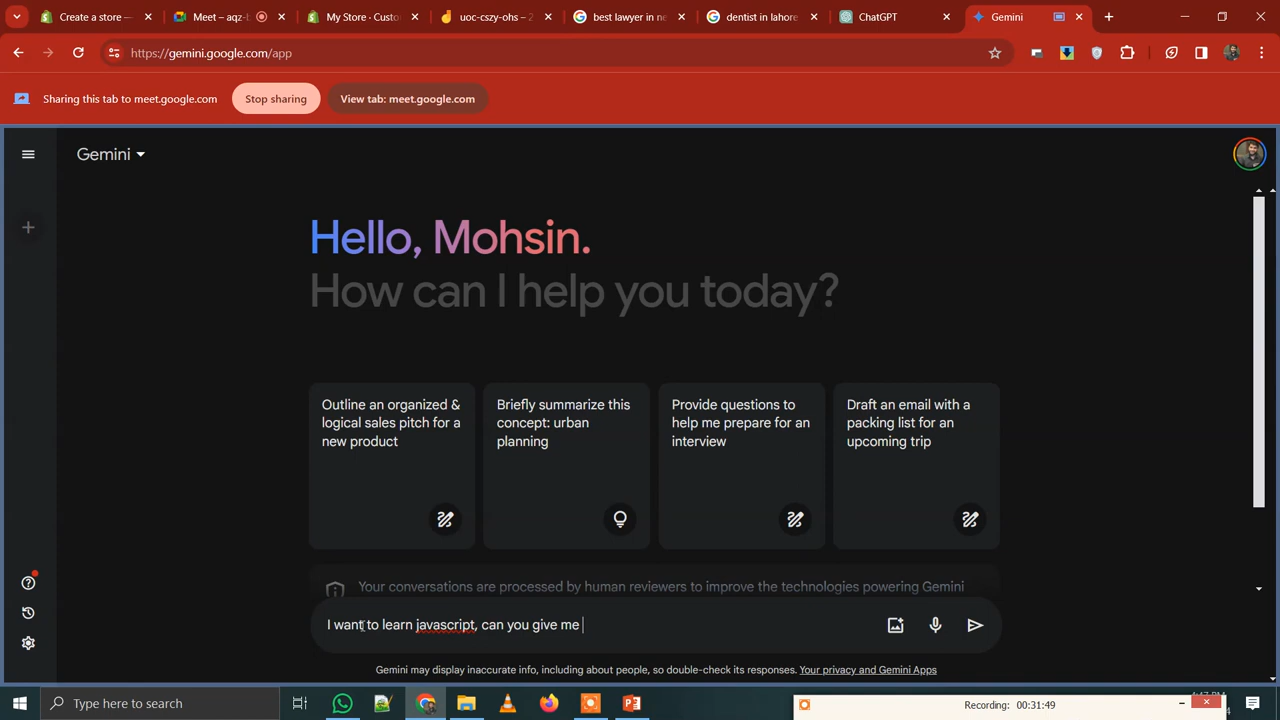 Create a store —
Meet – aqz-b
My Store · Custo
uoc-cszy-ohs – 2
best lawyer in ne
dentist in lahore
ChatGPT
Gemini
https://gemini.google.com/app
Sharing this tab to meet.google.com
Stop sharing
View tab: meet.google.com
Gemini
Hello, Mohsin.
How can I help you today?
Outline an organized &
logical sales pitch for a
new product
Briefly summarize this
concept: urban
planning
Provide questions to
help me prepare for an
interview
Draft an email with a
packing list for an
upcoming trip
Your conversations are processed by human reviewers to improve the technologies powering Gemini
I want to learn javascript, can you give me
Gemini may display inaccurate info, including about people, so double-check its responses. Your privacy and Gemini Apps
Type here to search
Recording: 00:31:49